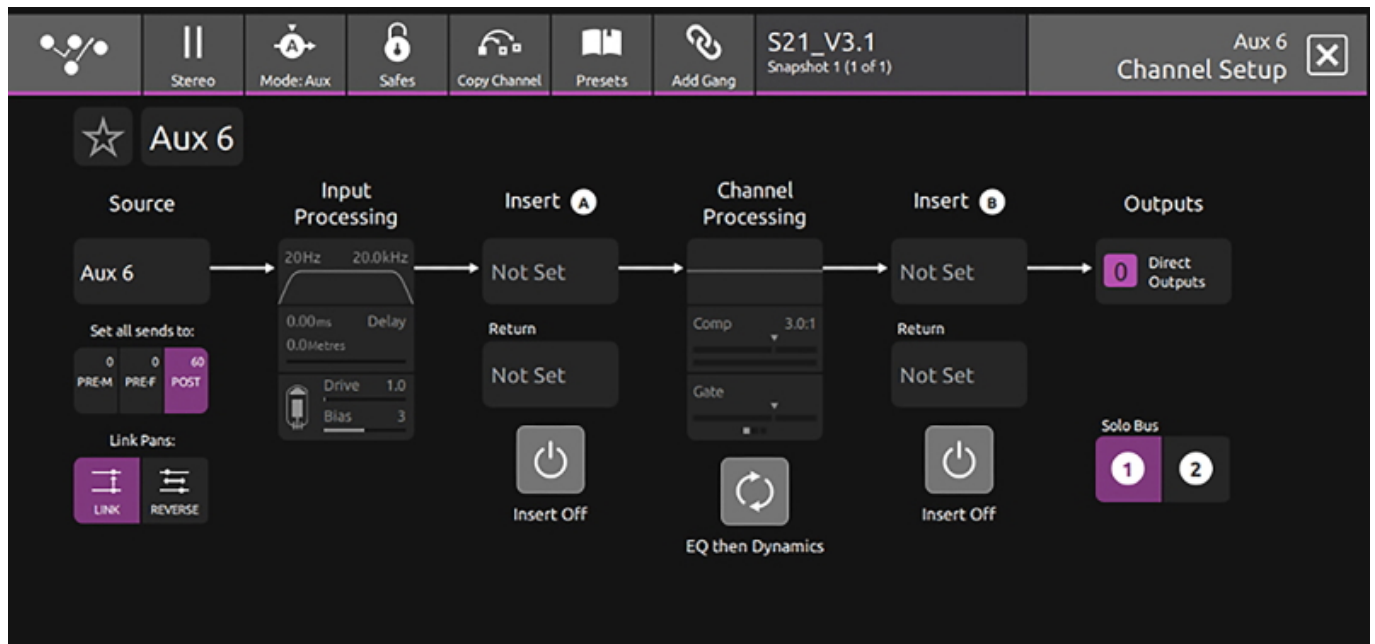 Stereo
A
Mode: Aux
Safes
Copy Channel
Presets
Add Gang
S21_V3.1
Snapshot 1 (1 of 1)
Aux 6
Channel Setup
Aux 6
Source
Input
Processing
Insert A
Channel
Processing
Insert B
Outputs
Aux 6
20Hz 20.0kHz
Not Set
Not Set
0 Direct
Outputs
Set all sends to:
0 0 60
PRE-M PRE-F POST
0.00ms Delay
0.0Metres
Return
Comp 3.0:1
Return
Drive 1.0
Bias 3
Not Set
Gate
Not Set
Link Pans:
LINK REVERSE
Solo Bus
1 2
Insert Off
EQ then Dynamics
Insert Off